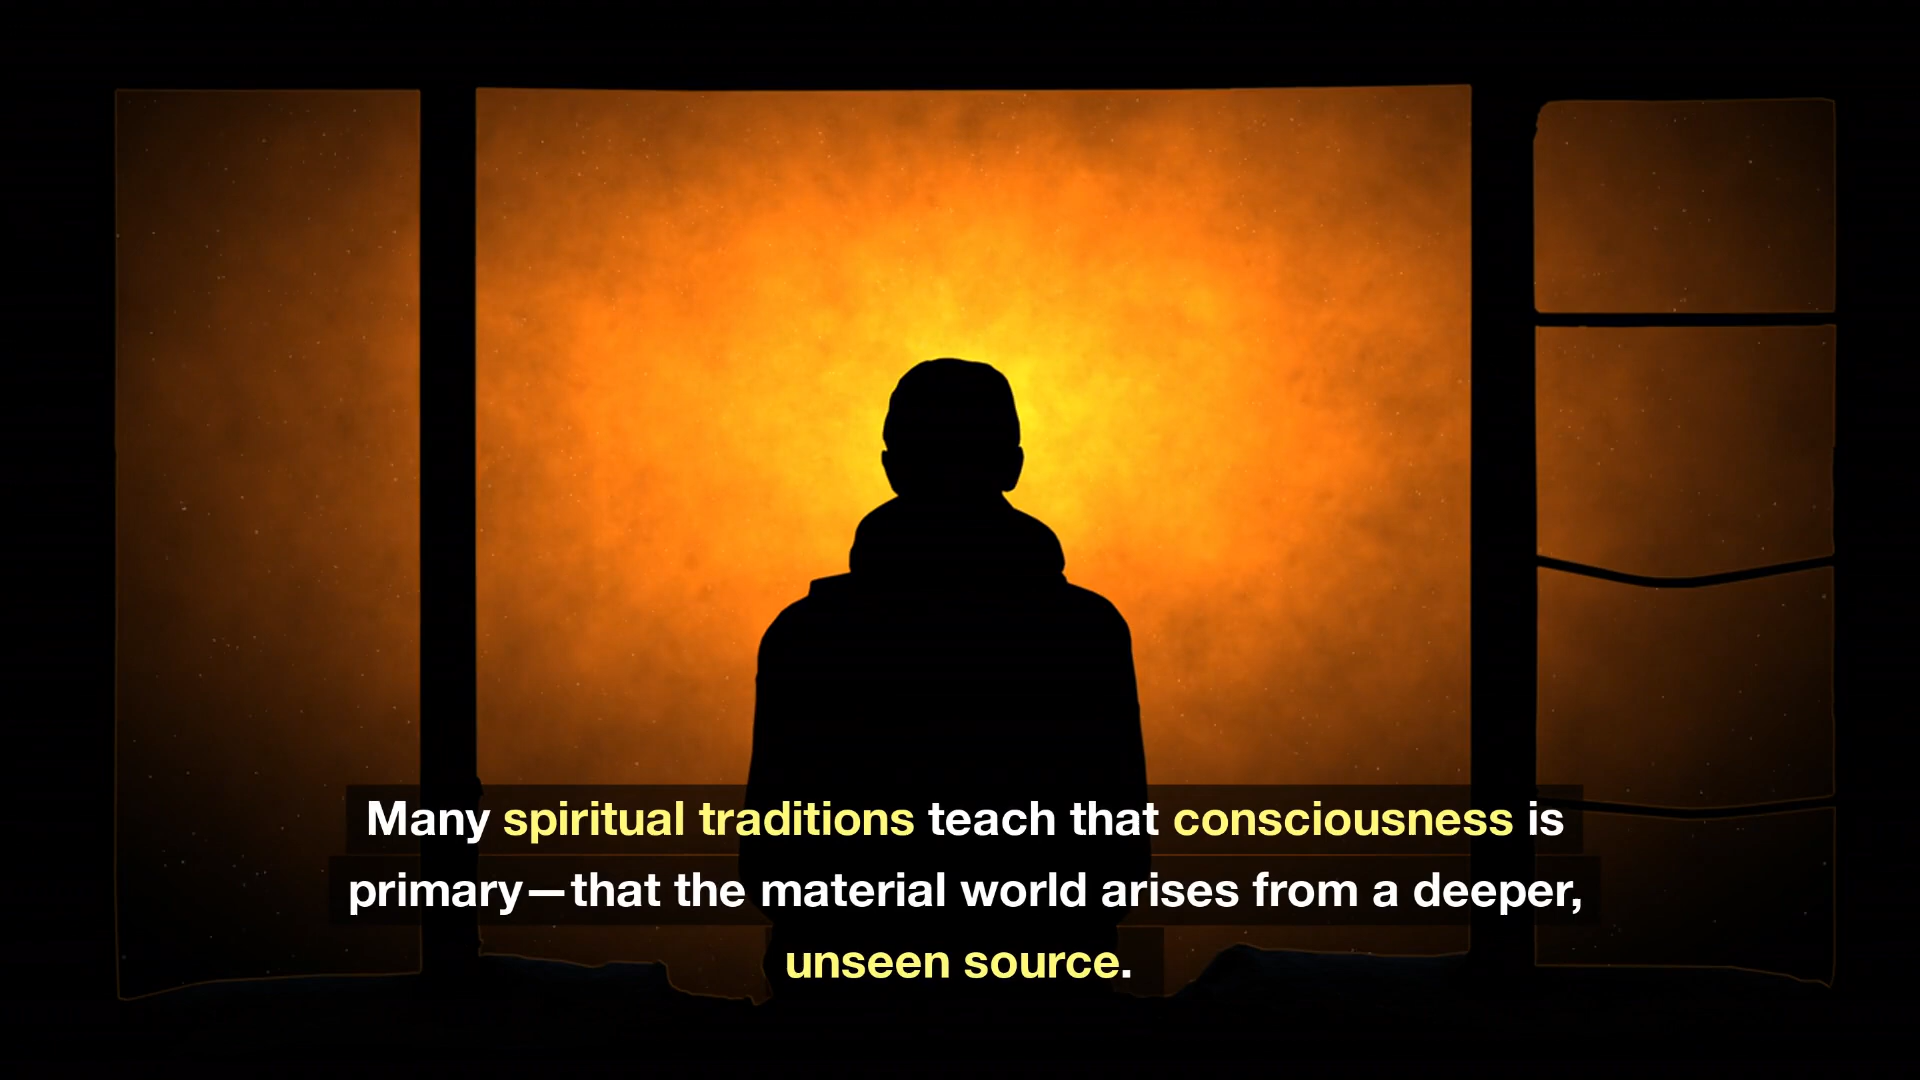 Many spiritual traditions teach that consciousness is
primary—that the material world arises from a deeper,
unseen source.